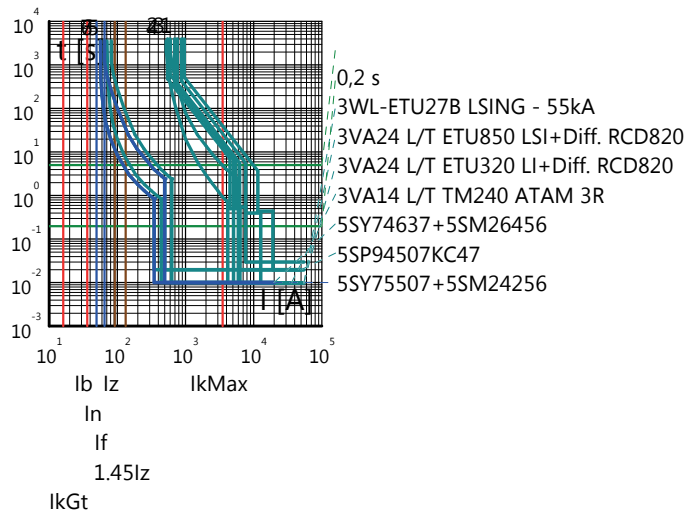 10 4
t [s]
10 3
0,2 s
10 2
3WL-ETU27B LSING - 55kA
3VA24 L/T ETU850 LSI+Diff. RCD820
10 1
3VA24 L/T ETU320 LI+Diff. RCD820
10 0
3VA14 L/T TM240 ATAM 3R
10 -1
5SY74637+5SM26456
5SP94507KC47
10 -2
5SY75507+5SM24256
I [A]
10 -3
10 1 10 2 10 3 10 4 10 5
Ib Iz IkMax
In
If
1.45Iz
IkGt